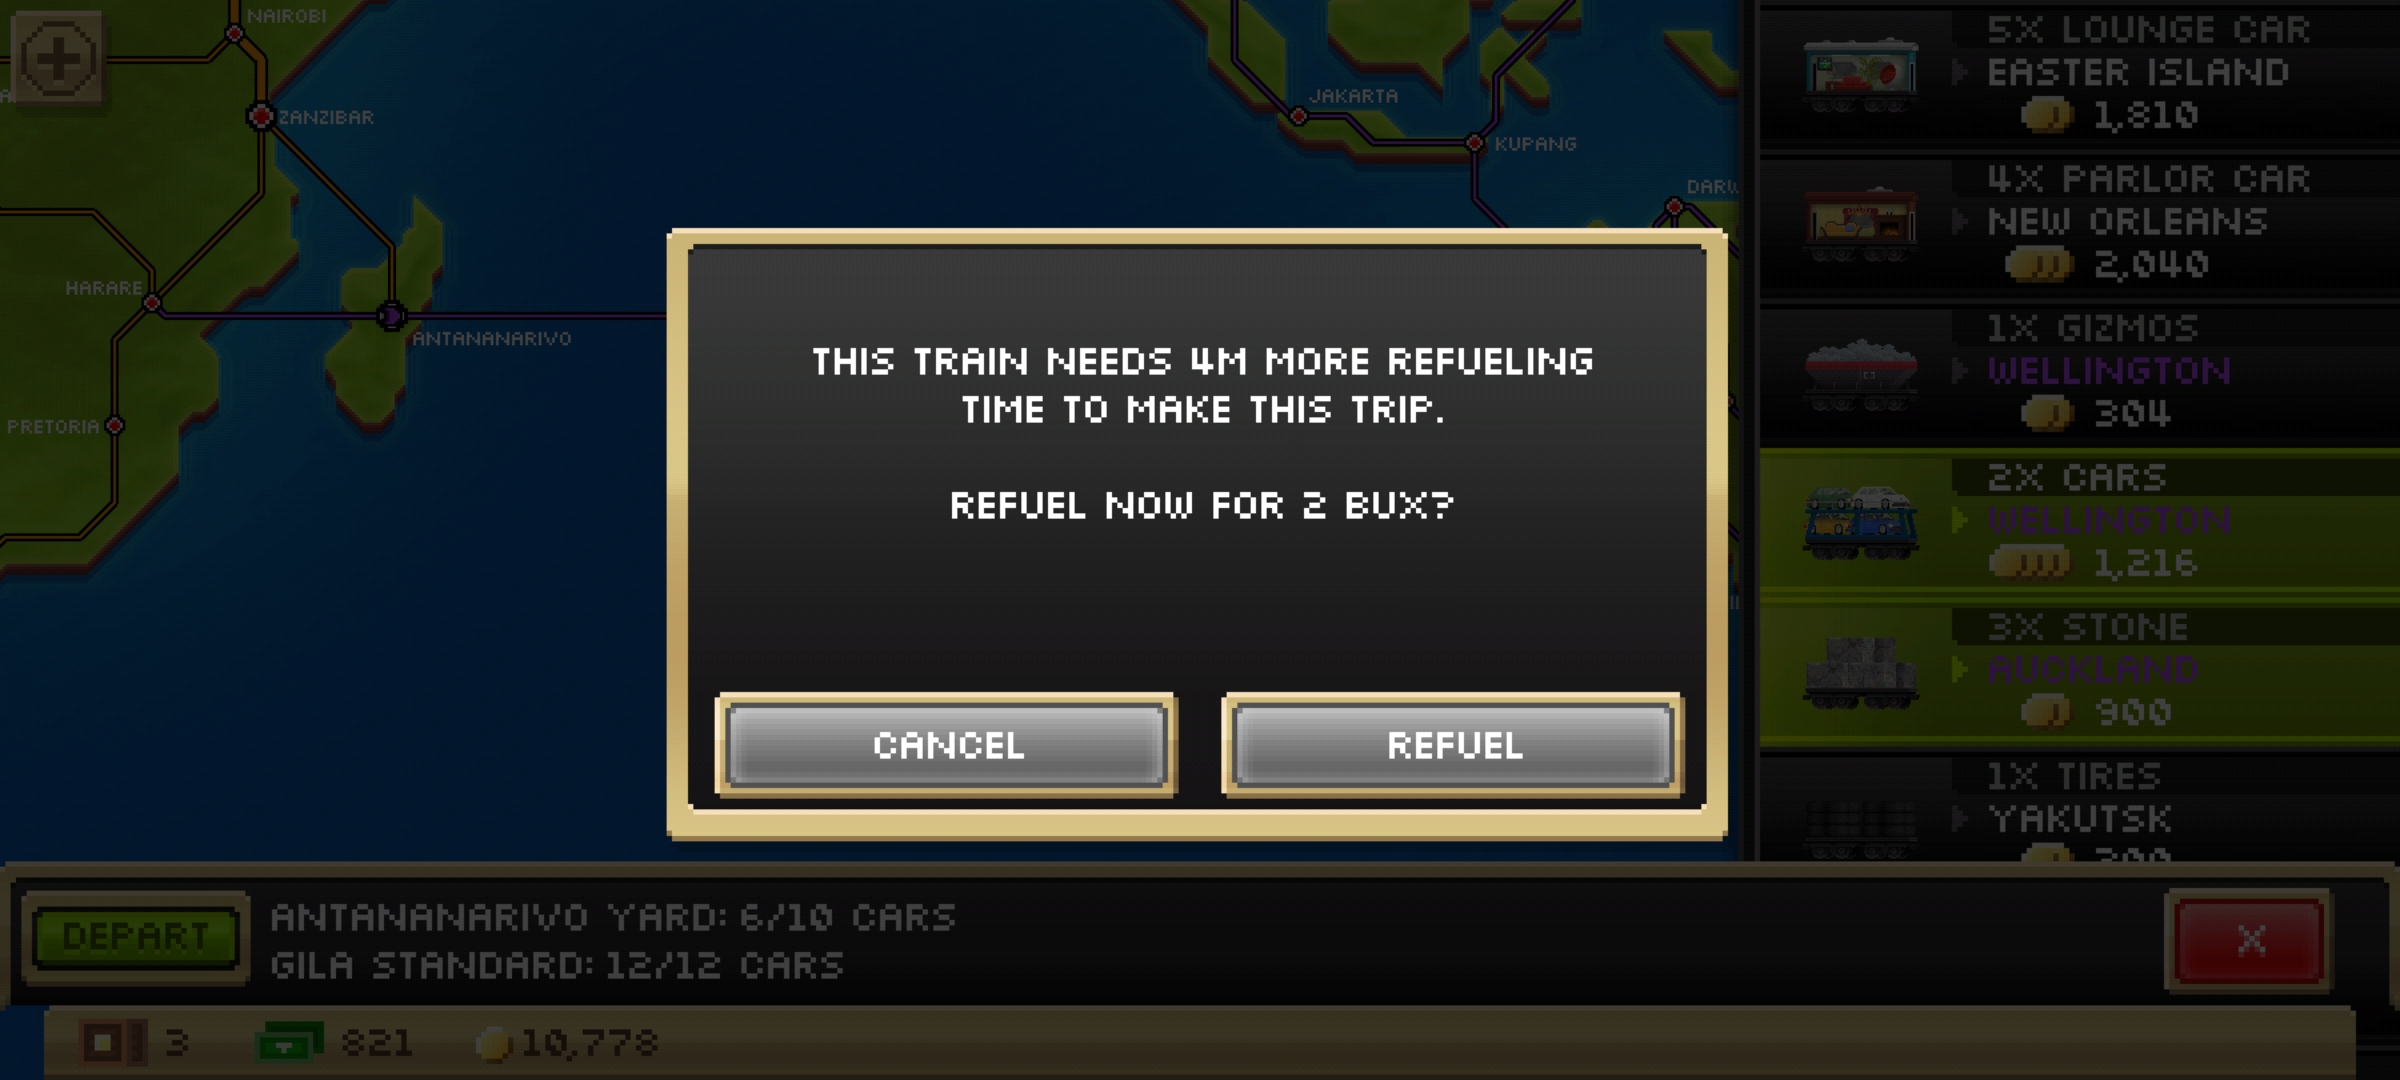 NAIROBI
ZANZIBAR
HARARE
ANTANANARIVO
PRETORIA
JAKARTA
KUPANG
5X LOUNGE CAR
EASTER ISLAND
1,810
4X PARLOR CAR
NEW ORLEANS
2,040
1X GIZMOS
WELLINGTON
304
2X CARS
WELLINGTON
1,216
3X STONE
AUCKLAND
900
1X TIRES
YAKUTSK
THIS TRAIN NEEDS 4M MORE REFUELING
TIME TO MAKE THIS TRIP.
REFUEL NOW FOR 2 BUX?
CANCEL
REFUEL
DEPART
ANTANANARIVO YARD: 6/10 CARS
GILA STANDARD: 12/12 CARS
X
3
821
10,778